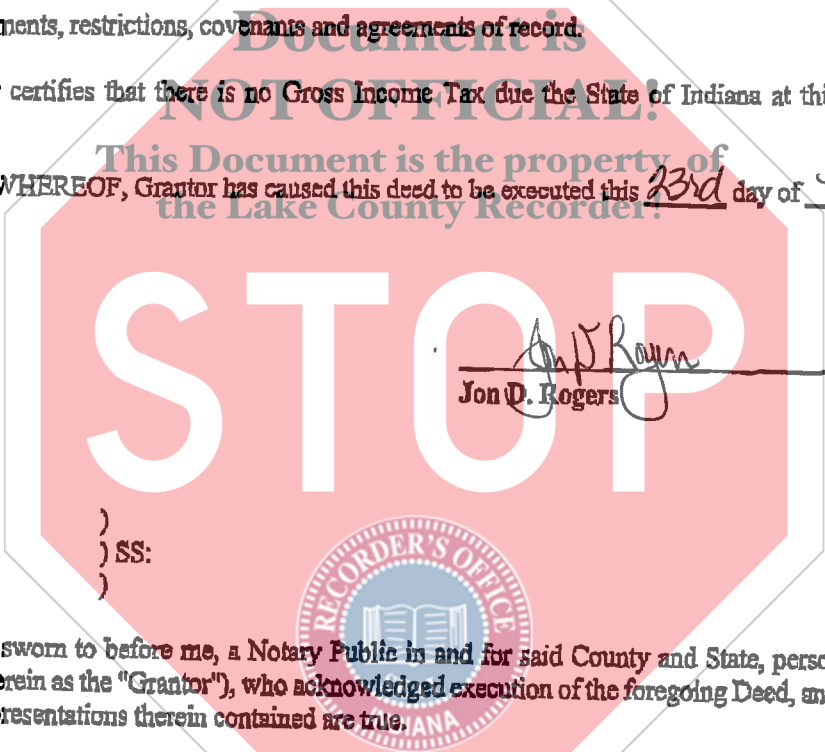 ments, restrictions, covenants and agreements of record.
Document is
certifies that there is no Gross Income Tax due the State of Indiana at thi
NOT OFFICIAL!
This Document is the property of
WHEREOF, Grantor has caused this deed to be executed this 23rd day of
the Lake County Recorder!
STOP
Jon D Rogers
Jon D. Rogers
)
) SS:
)
RECORDER'S OFFICE
sworn to before me, a Notary Public in and for said County and State, perso
erein as the "Grantor"), who acknowledged execution of the foregoing Deed, an
resentations therein contained are true.
INDIANA